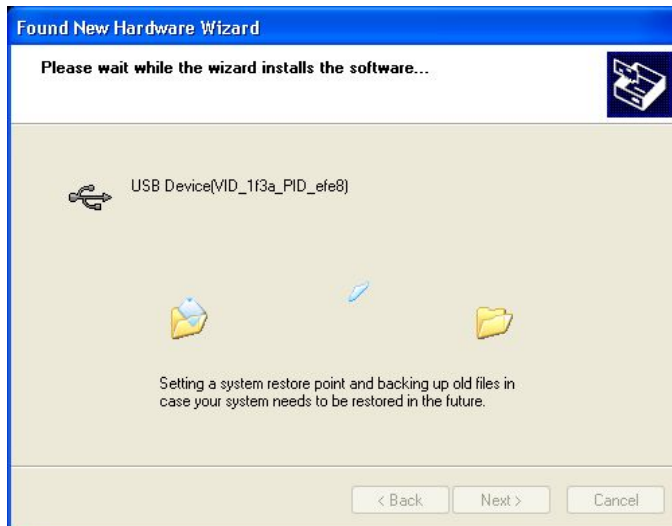 Found New Hardware Wizard
Please wait while the wizard installs the software...
USB Device(VID_1f3a_PID_efe8)
Setting a system restore point and backing up old files in
case your system needs to be restored in the future.
< Back
Next >
Cancel